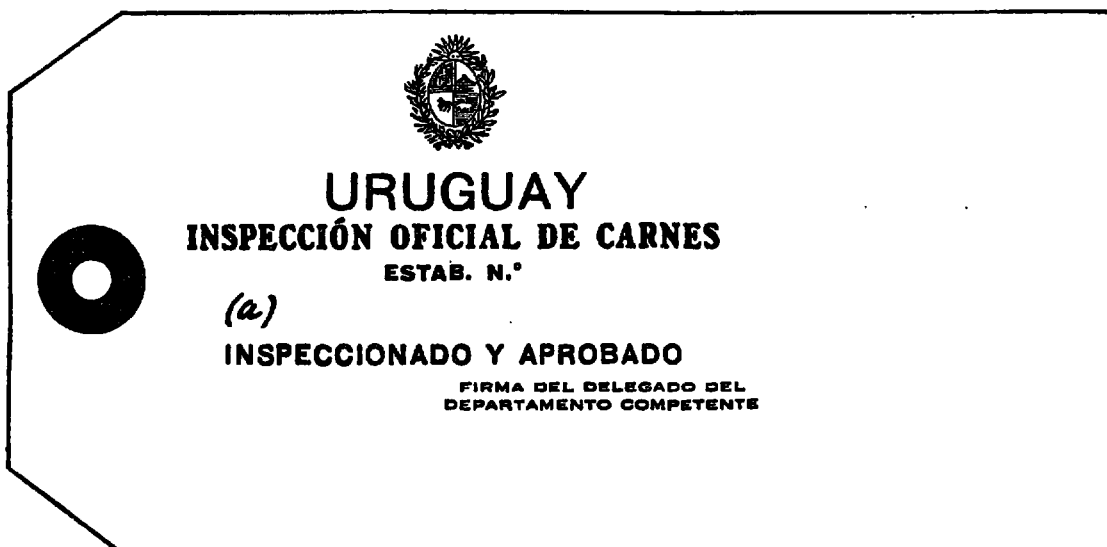 URUGUAY
INSPECCIÓN OFICIAL DE CARNES
ESTAB. N.°
(a)
INSPECCIONADO Y APROBADO
FIRMA DEL DELEGADO DEL
DEPARTAMENTO COMPETENTE